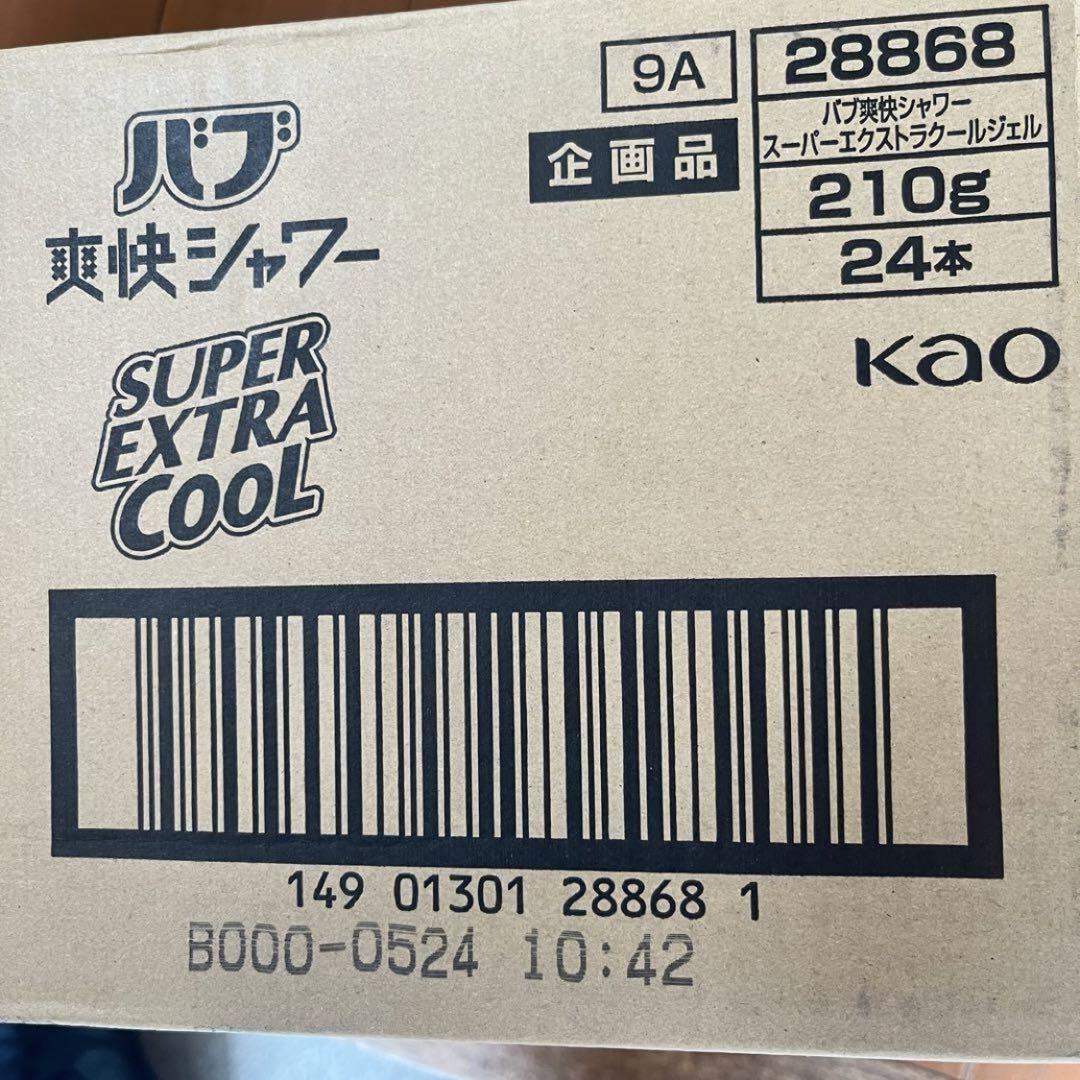 バブ
爽快シャワー
SUPER
EXTRA
COOL
9A
企画品
28868
バブ爽快シャワー
スーパーエクストラクールジェル
210g
24本
Kao
149 01301 28868 1
B000-0524 10:42